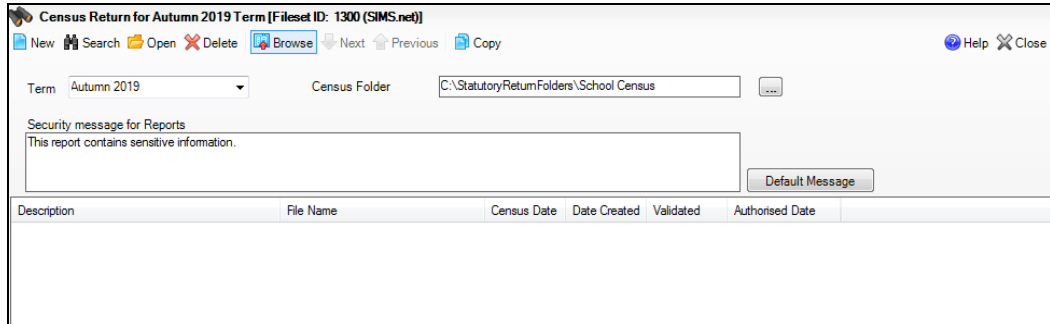 Census Return for Autumn 2019 Term [Fileset ID: 1300 (SIMS.net)]
New Search Open Delete Browse Next Previous Copy Help Close
Term Autumn 2019 Census Folder C:\StatutoryReturnFolders\School Census ...
Security message for Reports
This report contains sensitive information.
Default Message
Description File Name Census Date Date Created Validated Authorised Date